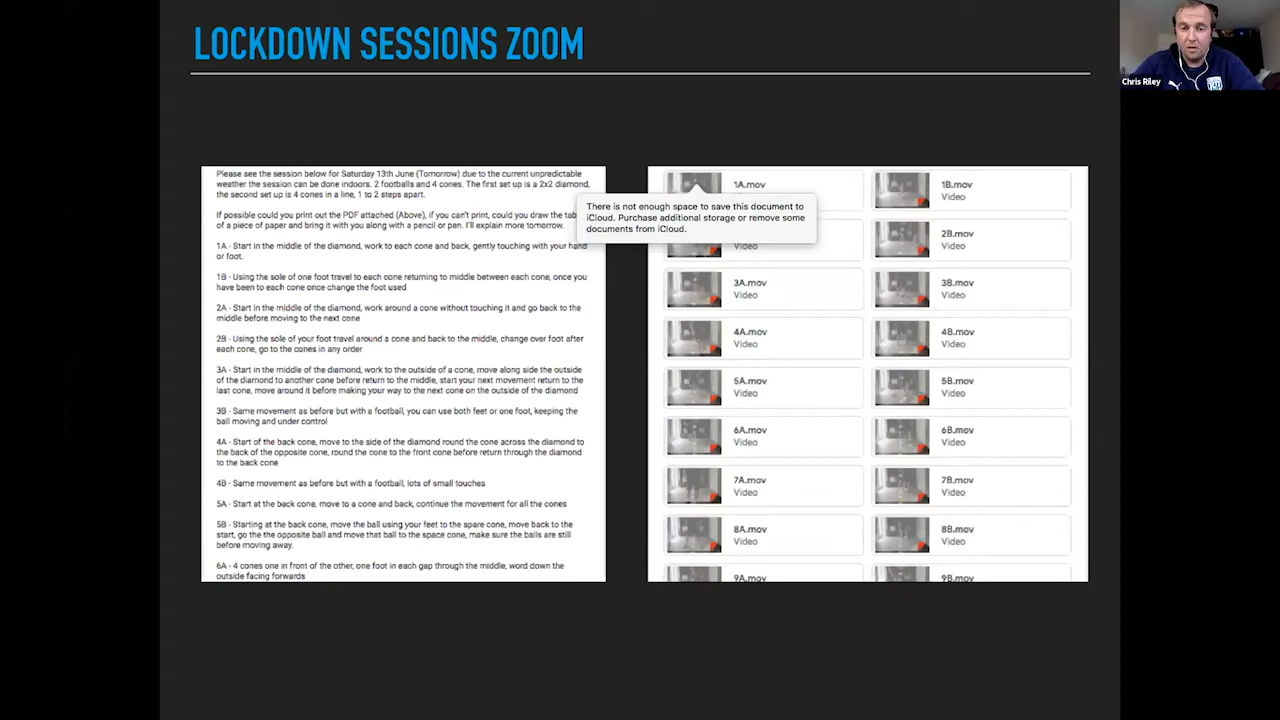 LOCKDOWN SESSIONS ZOOM
Chris Riley
Please see the session below for Saturday 13th June (Tomorrow) due to the current unpredictable
weather the session can be done indoors. 2 footballs and 4 cones. The first set up is a 2x2 diamond,
the second set up is 4 cones in a line, 1 to 2 steps apart.
If possible could you print out the PDF attached (Above), if you can't print, could you draw the
of a piece of paper and bring it with you along with a pencil or pen. I'll explain more tomorrow.
1A - Start in the middle of the diamond, work to each cone and back, gently touching with your hand
or foot.
1B - Using the sole of one foot travel to each cone returning to middle between each cone, once you
have been to each cone once change the foot used
2A - Start in the middle of the diamond, work around a cone without touching it and go back to the
middle before moving to the next cone
2B - Using the sole of your foot travel around a cone and back to the middle, change over foot after
each cone, go to the cones in any order
3A - Start in the middle of the diamond, work to the outside of a cone, move along side the outside
of the diamond to another cone before return to the middle, start your next movement return to the
last cone, move around it before making your way to the next cone on the outside of the diamond
3B - Same movement as before but with a football, you can use both feet or one foot, keeping the
ball moving and under control
4A - Start of the back cone, move to the side of the diamond round the cone across the diamond to
the back of the opposite cone, round the cone to the front cone before return through the diamond
to the back cone
4B - Same movement as before but with a football, lots of small touches
5A - Start at the back cone, move to a cone and back, continue the movement for all the cones
5B - Starting at the back cone, move the ball using your feet to the spare cone, move back to the
start, go the the opposite ball and move that ball to the space cone, make sure the balls are still
before moving away.
6A - 4 cones one in front of the other, one foot in each gap through the middle, word down the
outside facing forwards
There is not enough space to save this document to
iCloud. Purchase additional storage or remove some
documents from iCloud.
1A.mov
1B.mov
Video
2B.mov
Video
Video
3A.mov
Video
3B.mov
Video
4A.mov
Video
4B.mov
Video
5A.mov
Video
5B.mov
Video
6A.mov
Video
6B.mov
Video
7A.mov
Video
7B.mov
Video
8A.mov
Video
8B.mov
Video
9A.mov
9B.mov